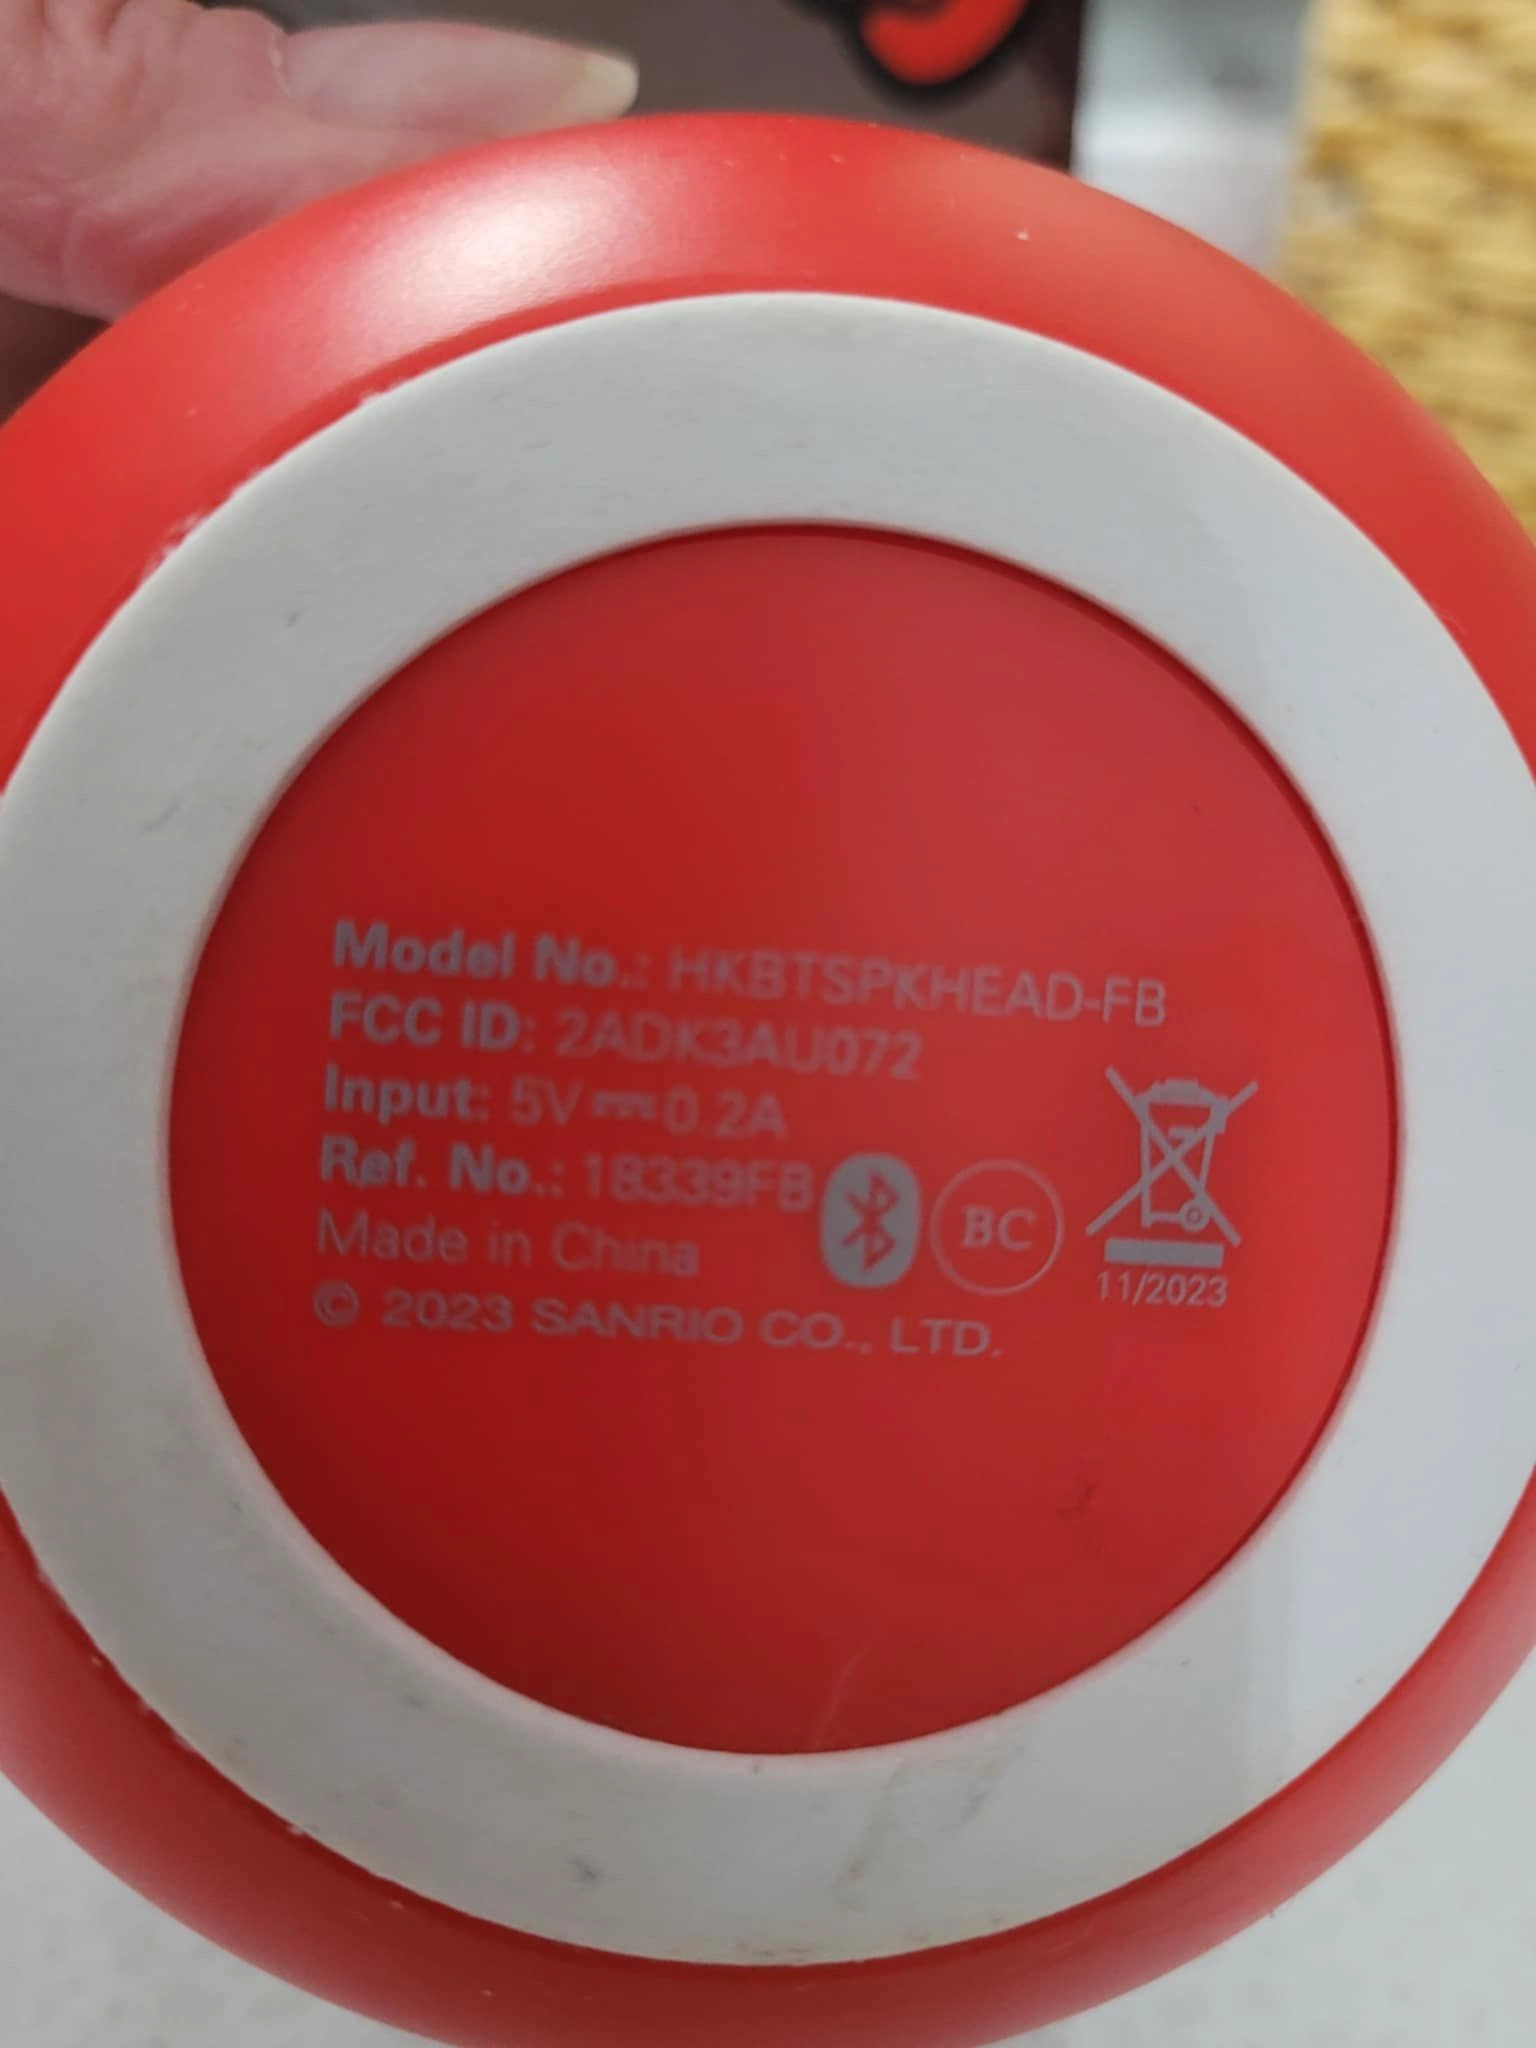 Model No.: HKBTSPKHEAD-FB
FCC ID: 2ADK3AU072
Input: 5V⎓0.2A
Ref. No.: 18339FB
Made in China
© 2023 SANRIO CO., LTD.
BC
11/2023